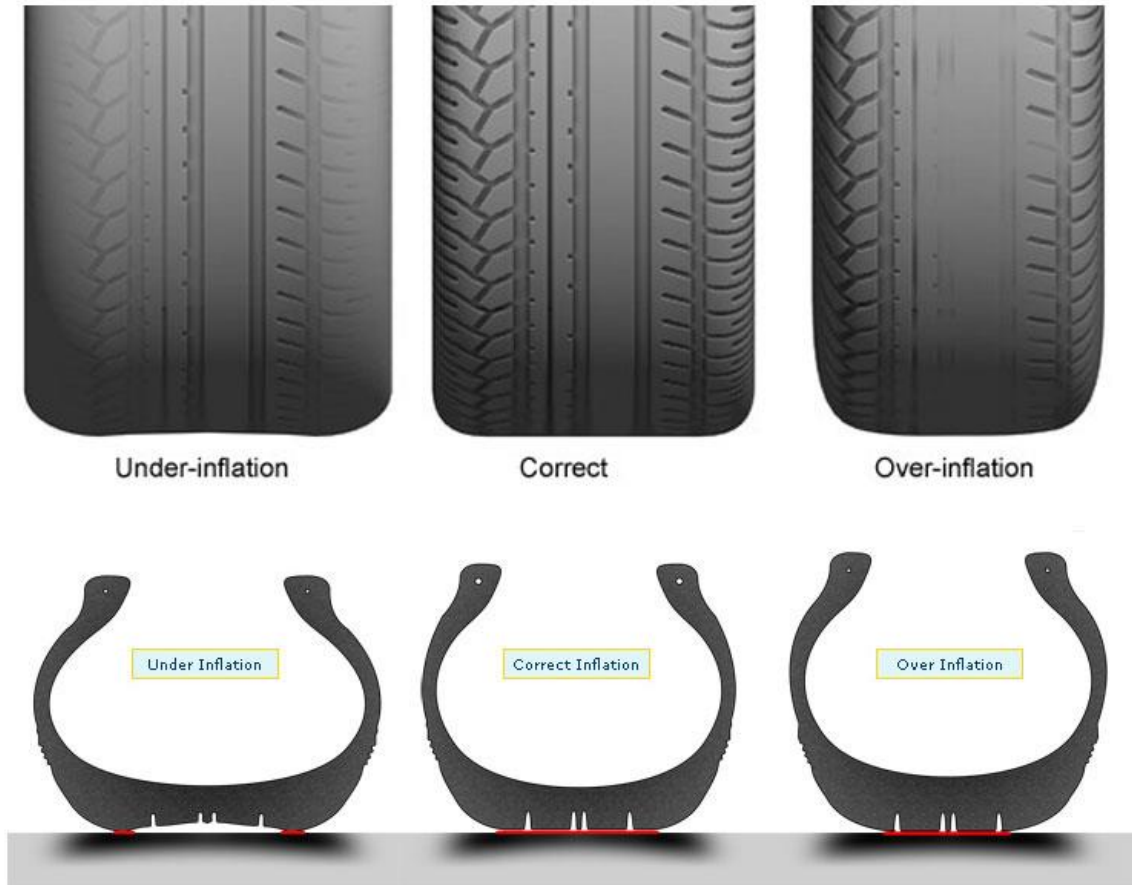 Under-inflation
Correct
Over-inflation
Under Inflation
Correct Inflation
Over Inflation